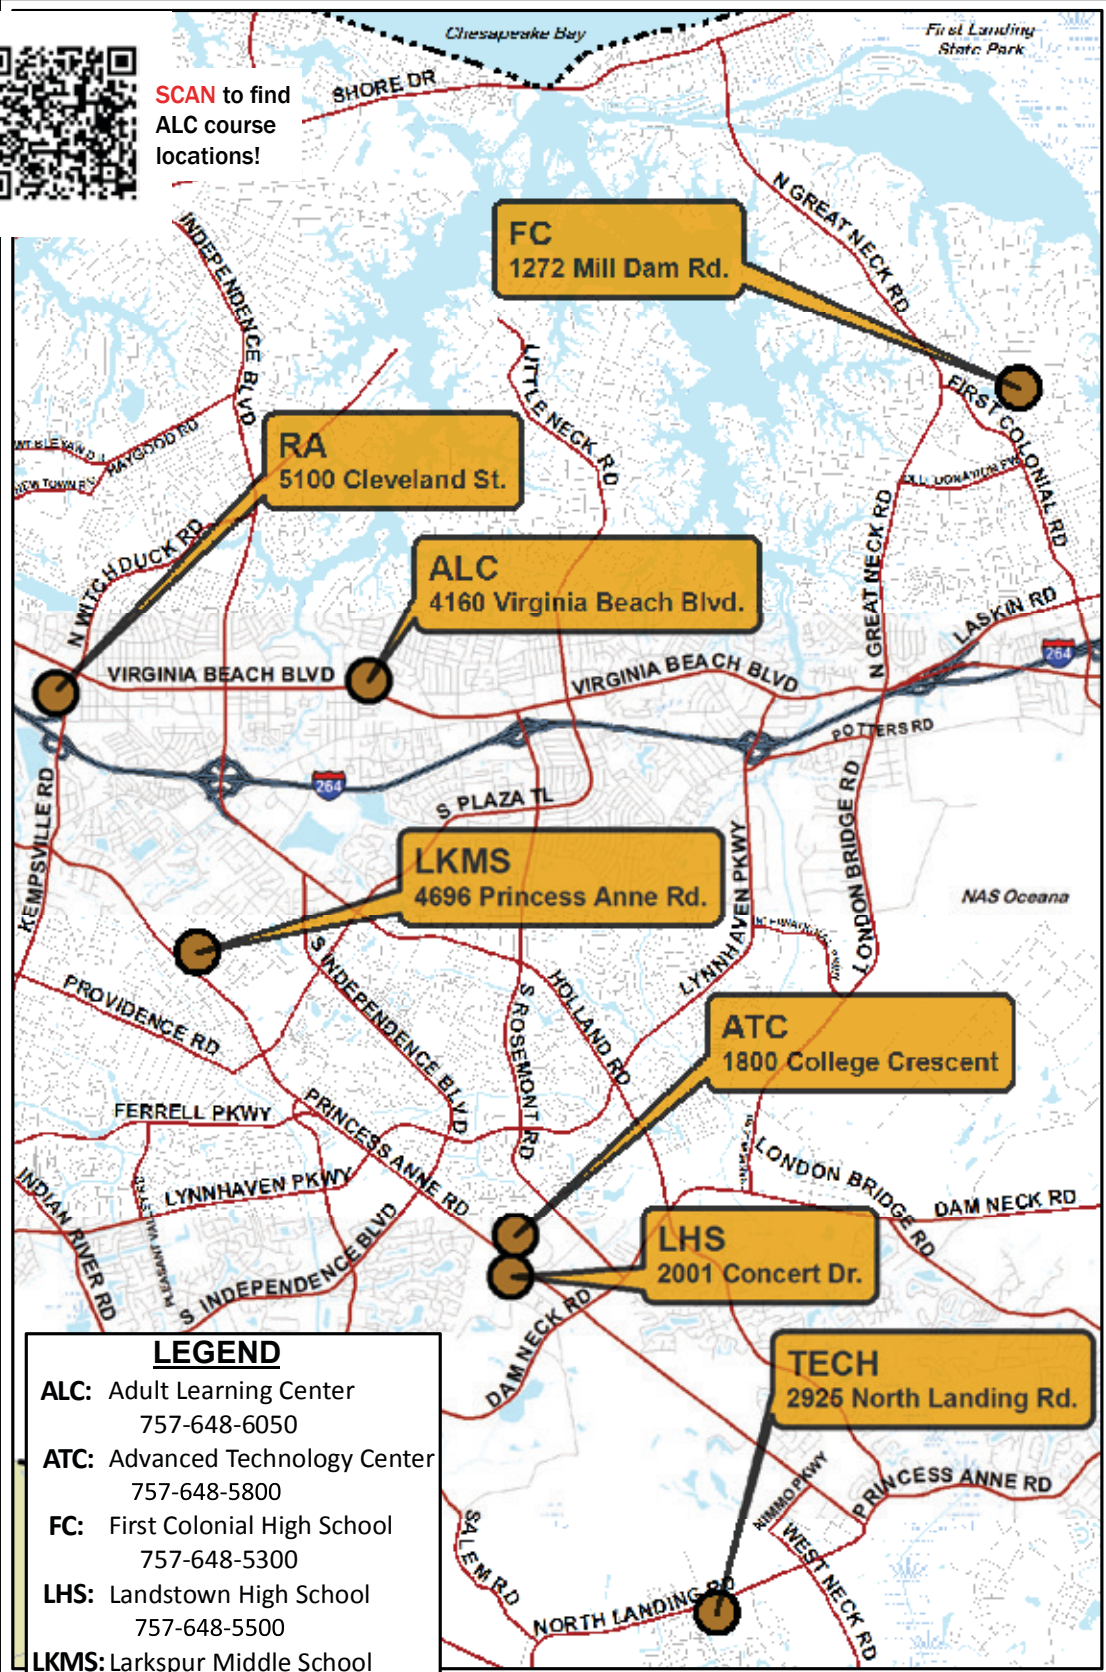 Chesapeake Bay
First Landing
State Park
SCAN to find
ALC course
locations!
SHORE DR
N GREAT NECK RD
INDEPENDENCE BLVD
FC
1272 Mill Dam Rd.
LITTLE NECK RD
FIRST COLONIAL RD
HAYGOOD RD
NEWTOWN RD
RA
5100 Cleveland St.
OLD DONATION PW
N WITCHDUCK RD
N GREAT NECK RD
ALC
4160 Virginia Beach Blvd.
LASKIN RD
264
VIRGINIA BEACH BLVD
VIRGINIA BEACH BLVD
POTTERS RD
264
S PLAZA TL
KEMPSVILLE RD
LONDON BRIDGE RD
LKMS
4696 Princess Anne Rd.
LYNNHAVEN PKWY
NAS Oceana
S INDEPENDENCE BLVD
HOLLAND RD
PROVIDENCE RD
S ROSEMONT RD
ATC
1800 College Crescent
FERRELL PKWY
PRINCESS ANNE RD
LONDON BRIDGE RD
INDIAN RIVER RD
LYNNHAVEN PKWY
PLEASANT VALLEY
DAM NECK RD
S INDEPENDENCE BLVD
LHS
2001 Concert Dr.
DAM NECK RD
TECH
2925 North Landing Rd.
PRINCESS ANNE RD
NIMMO PKWY
SALEM RD
WEST NECK RD
NORTH LANDING RD
LEGEND
ALC: Adult Learning Center
757-648-6050
ATC: Advanced Technology Center
757-648-5800
FC: First Colonial High School
757-648-5300
LHS: Landstown High School
757-648-5500
LKMS: Larkspur Middle School